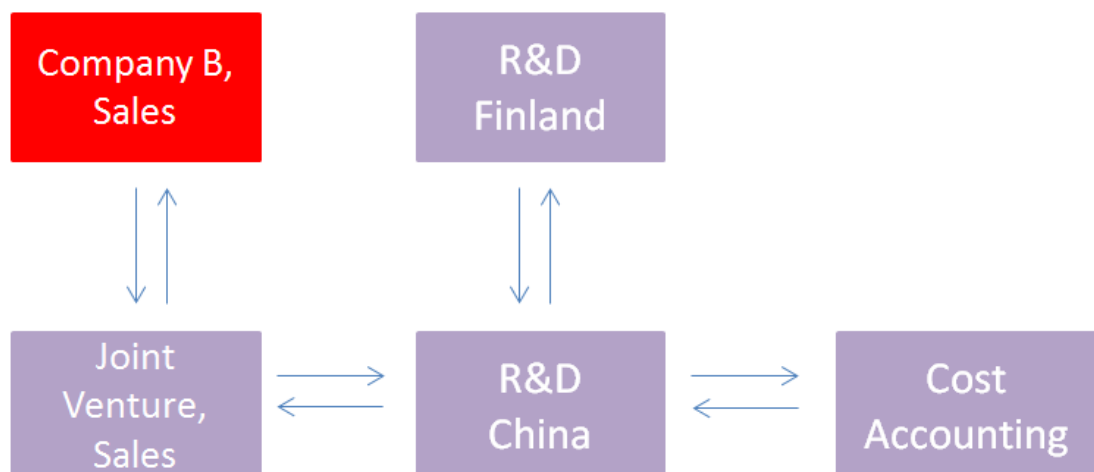 Company B,
Sales
R&D
Finland
Joint
Venture,
Sales
R&D
China
Cost
Accounting